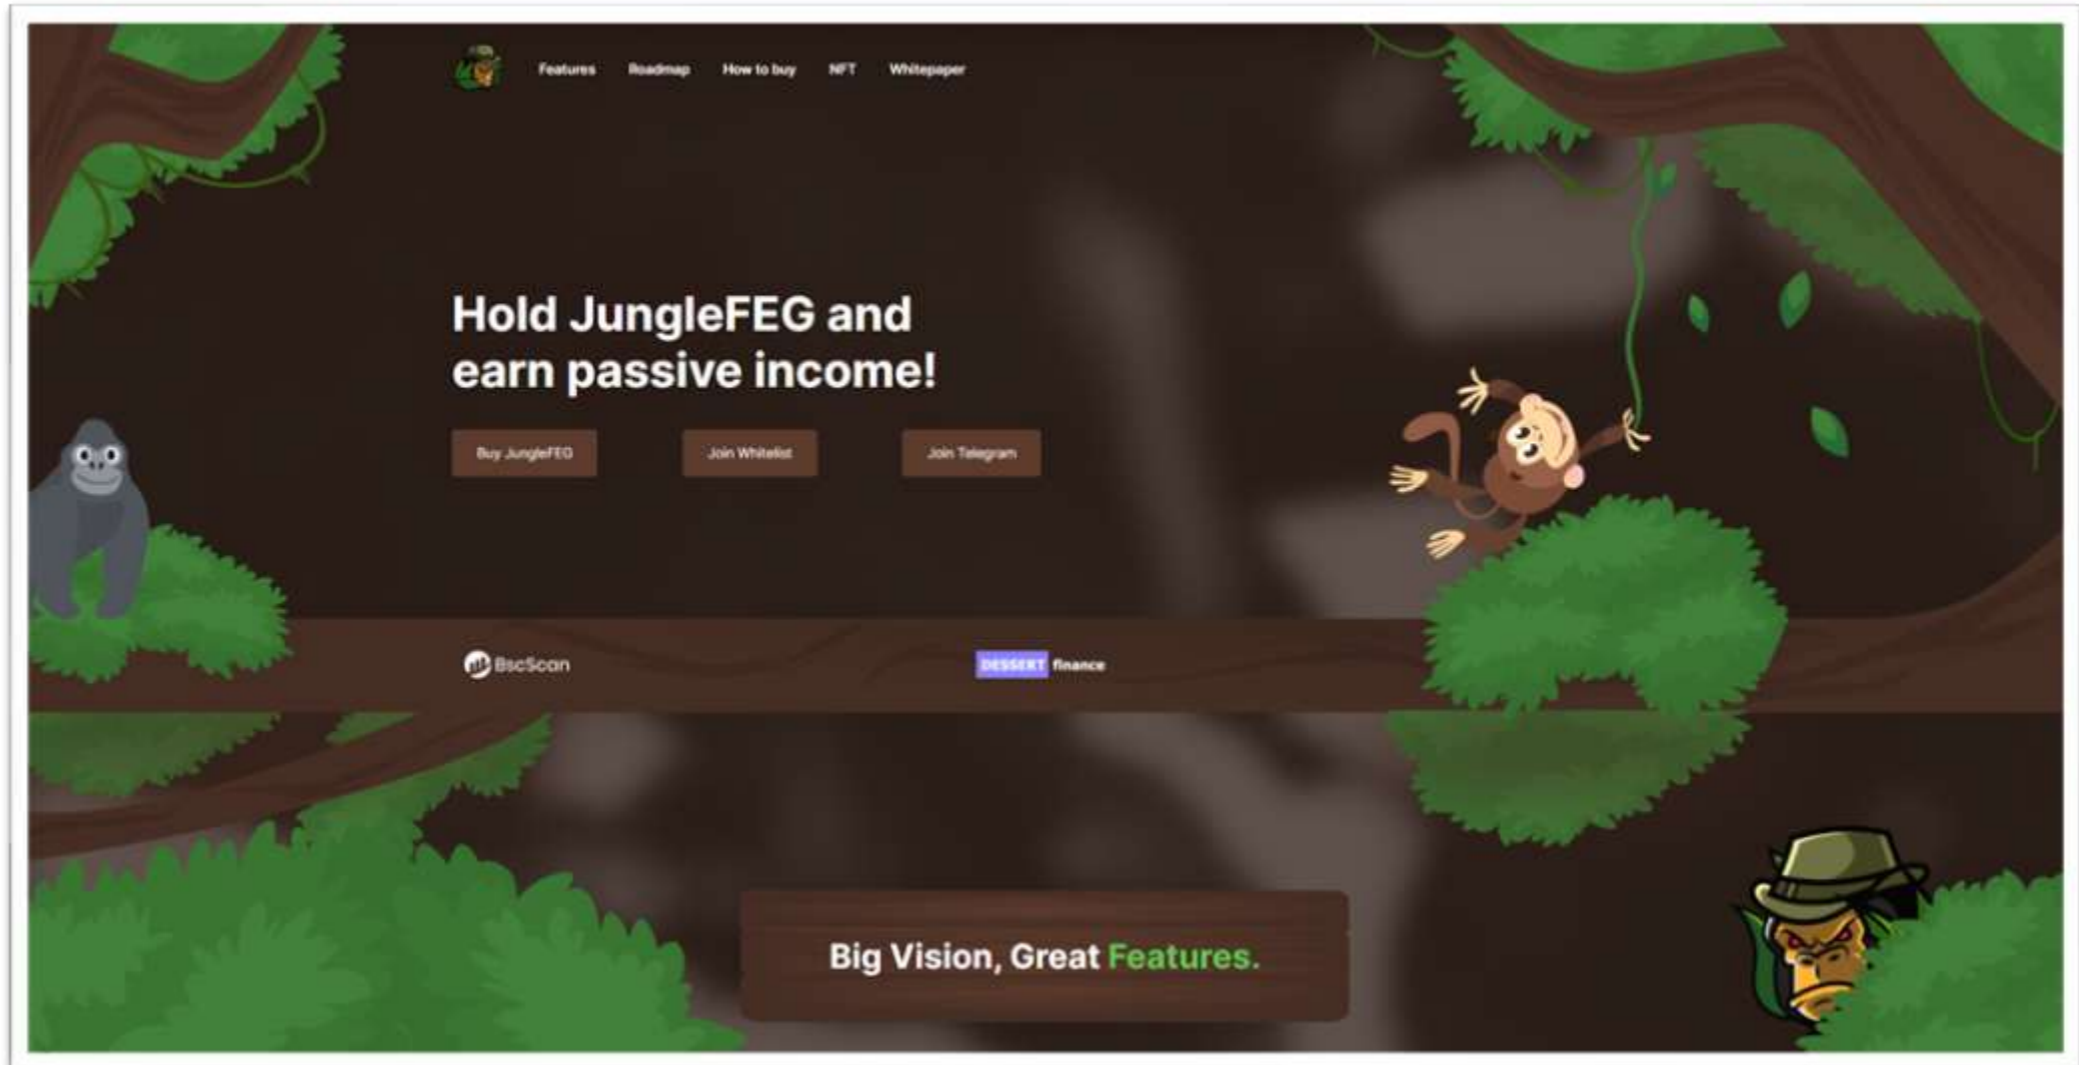 Features Roadmap How to buy NFT Whitepaper
Hold JungleFEG and
earn passive income!
Buy JungleFEG Join Whitelist Join Telegram
BscScan DESSERT finance
Big Vision, Great Features.